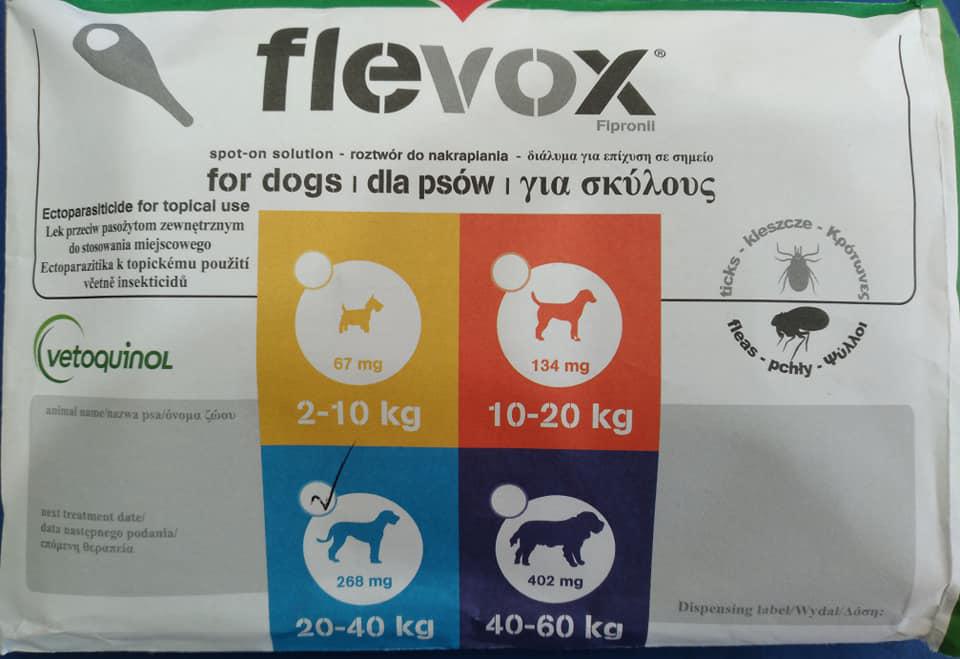 flevox®
Fipronil
spot-on solution - roztwór do nakraplania - διάλυμα για επίχυση σε σημείο
for dogs | dla psów | για σκύλους
Ectoparasiticide for topical use
Lek przeciw pasożytom zewnętrznym
do stosowania miejscowego
Ectoparazitika k topickému použití
včetně insekticidů
ticks - kleszcze - Κρότωνες
fleas - pchły - ψύλλοι
vetoquinol
67 mg
2-10 kg
134 mg
10-20 kg
268 mg
20-40 kg
402 mg
40-60 kg
animal name/nazwa psa/όνομα ζώου
next treatment date/
data następnego podania/
επόμενη θεραπεία
Dispensing label/Wydał/Δόση: